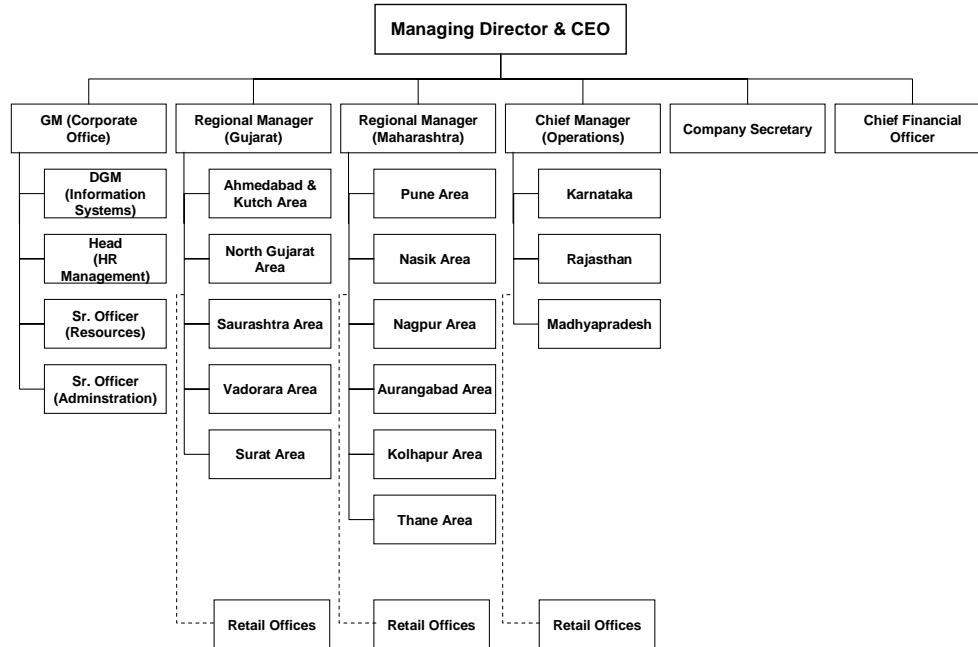 Managing Director & CEO
GM (Corporate
Office)
Regional Manager
(Gujarat)
Regional Manager
(Maharashtra)
Chief Manager
(Operations)
Company Secretary
Chief Financial
Officer
DGM
(Information
Systems)
Head
(HR
Management)
Sr. Officer
(Resources)
Sr. Officer
(Adminstration)
Ahmedabad &
Kutch Area
North Gujarat
Area
Saurashtra Area
Vadorara Area
Surat Area
Retail Offices
Pune Area
Nasik Area
Nagpur Area
Aurangabad Area
Kolhapur Area
Thane Area
Retail Offices
Karnataka
Rajasthan
Madhyapradesh
Retail Offices